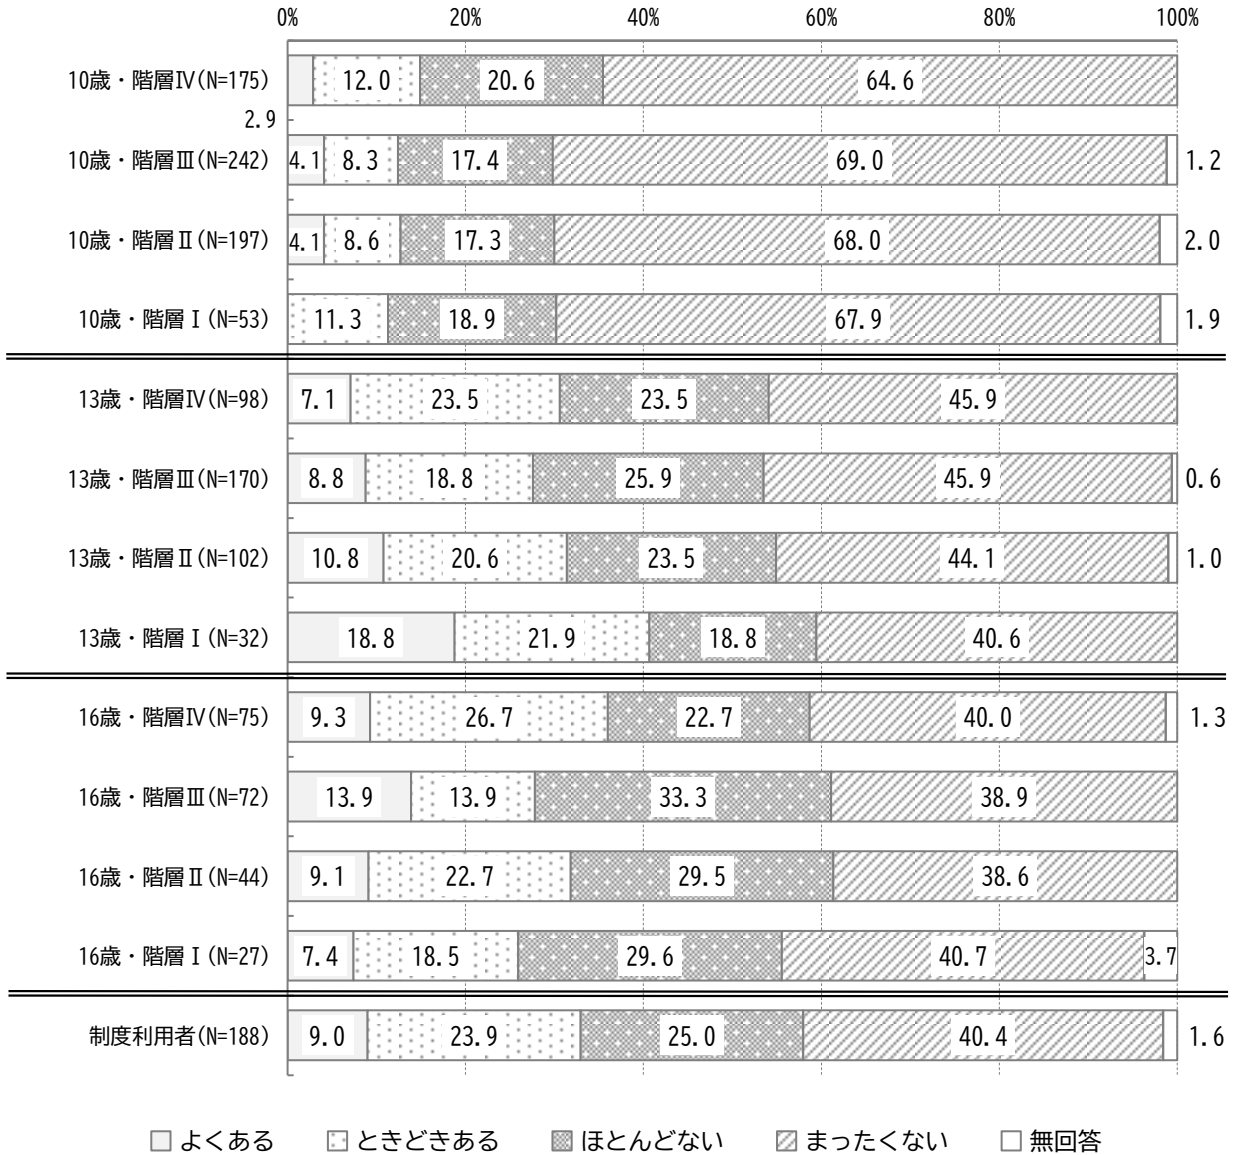 0% 20% 40% 60% 80% 100%
10歳・階層Ⅳ(N=175) 12.0 20.6 64.6
2.9
10歳・階層Ⅲ(N=242) 4.1 8.3 17.4 69.0 1.2
10歳・階層Ⅱ(N=197) 4.1 8.6 17.3 68.0 2.0
10歳・階層Ⅰ(N=53) 11.3 18.9 67.9 1.9
13歳・階層Ⅳ(N=98) 7.1 23.5 23.5 45.9
13歳・階層Ⅲ(N=170) 8.8 18.8 25.9 45.9 0.6
13歳・階層Ⅱ(N=102) 10.8 20.6 23.5 44.1 1.0
13歳・階層Ⅰ(N=32) 18.8 21.9 18.8 40.6
16歳・階層Ⅳ(N=75) 9.3 26.7 22.7 40.0 1.3
16歳・階層Ⅲ(N=72) 13.9 13.9 33.3 38.9
16歳・階層Ⅱ(N=44) 9.1 22.7 29.5 38.6
16歳・階層Ⅰ(N=27) 7.4 18.5 29.6 40.7 3.7
制度利用者(N=188) 9.0 23.9 25.0 40.4 1.6
よくある ときどきある ほとんどない まったくない 無回答